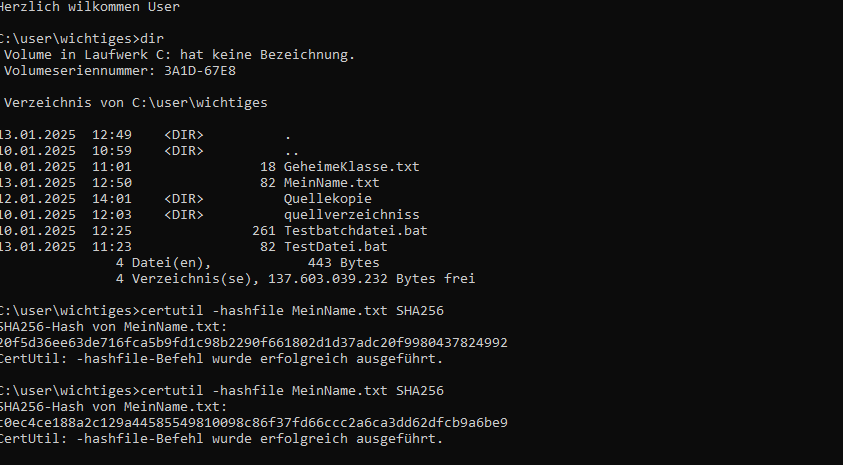 Herzlich wilkommen User
C:\user\wichtiges>dir
Volume in Laufwerk C: hat keine Bezeichnung.
Volumeseriennummer: 3A1D-67E8
Verzeichnis von C:\user\wichtiges
13.01.2025  12:49    <DIR>          .
10.01.2025  10:59    <DIR>          ..
10.01.2025  11:01                18 GeheimeKlasse.txt
13.01.2025  12:50                82 MeinName.txt
12.01.2025  14:01    <DIR>          Quellekopie
10.01.2025  12:03    <DIR>          quellverzeichniss
10.01.2025  12:25               261 Testbatchdatei.bat
13.01.2025  11:23                82 TestDatei.bat
4 Datei(en),            443 Bytes
4 Verzeichnis(se), 137.603.039.232 Bytes frei
C:\user\wichtiges>certutil -hashfile MeinName.txt SHA256
SHA256-Hash von MeinName.txt:
20f5d36ee63de716fca5b9fd1c98b2290f661802d1d37adc20f9980437824992
CertUtil: -hashfile-Befehl wurde erfolgreich ausgeführt.
C:\user\wichtiges>certutil -hashfile MeinName.txt SHA256
SHA256-Hash von MeinName.txt:
c0ec4ce188a2c129a44585549810098c86f37fd66ccc2a6ca3dd62dfcb9a6be9
CertUtil: -hashfile-Befehl wurde erfolgreich ausgeführt.